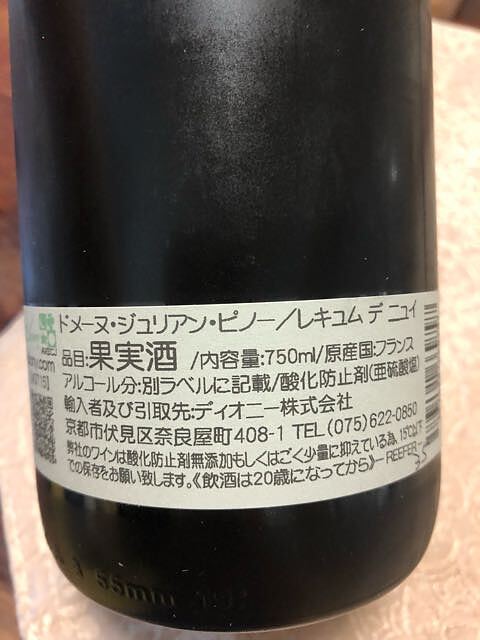 ドメーヌ・ジュリアン・ピノー/レキュム デ ニュイ
品目:果実酒 /内容量:750ml/原産国:フランス
アルコール分:別ラベルに記載/酸化防止剤(亜硫酸塩)
輸入者及び引取先:ディオニー株式会社
京都市伏見区奈良屋町408-1 TEL(075)622-0850
弊社のワインは酸化防止剤無添加もしくはごく少量に抑えている為、15℃以下
での保存をお願い致します。《飲酒は20歳になってから》―REEFER―
55mm